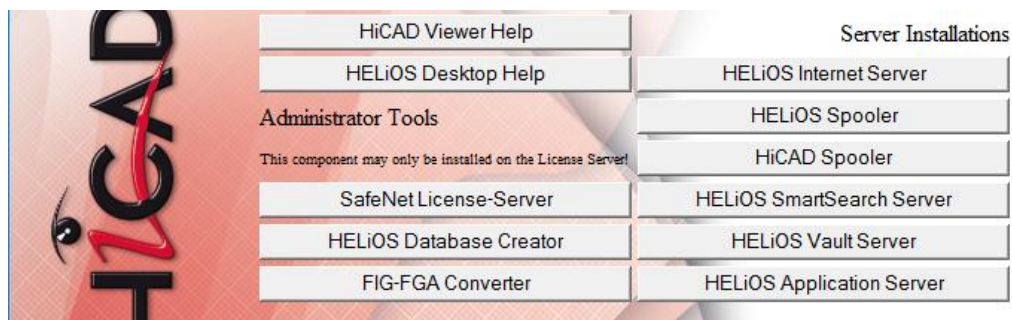 HiCAD
HiCAD Viewer Help
HELiOS Desktop Help
Administrator Tools
This component may only be installed on the License Server!
SafeNet License-Server
HELiOS Database Creator
FIG-FGA Converter
Server Installations
HELiOS Internet Server
HELiOS Spooler
HiCAD Spooler
HELiOS SmartSearch Server
HELiOS Vault Server
HELiOS Application Server